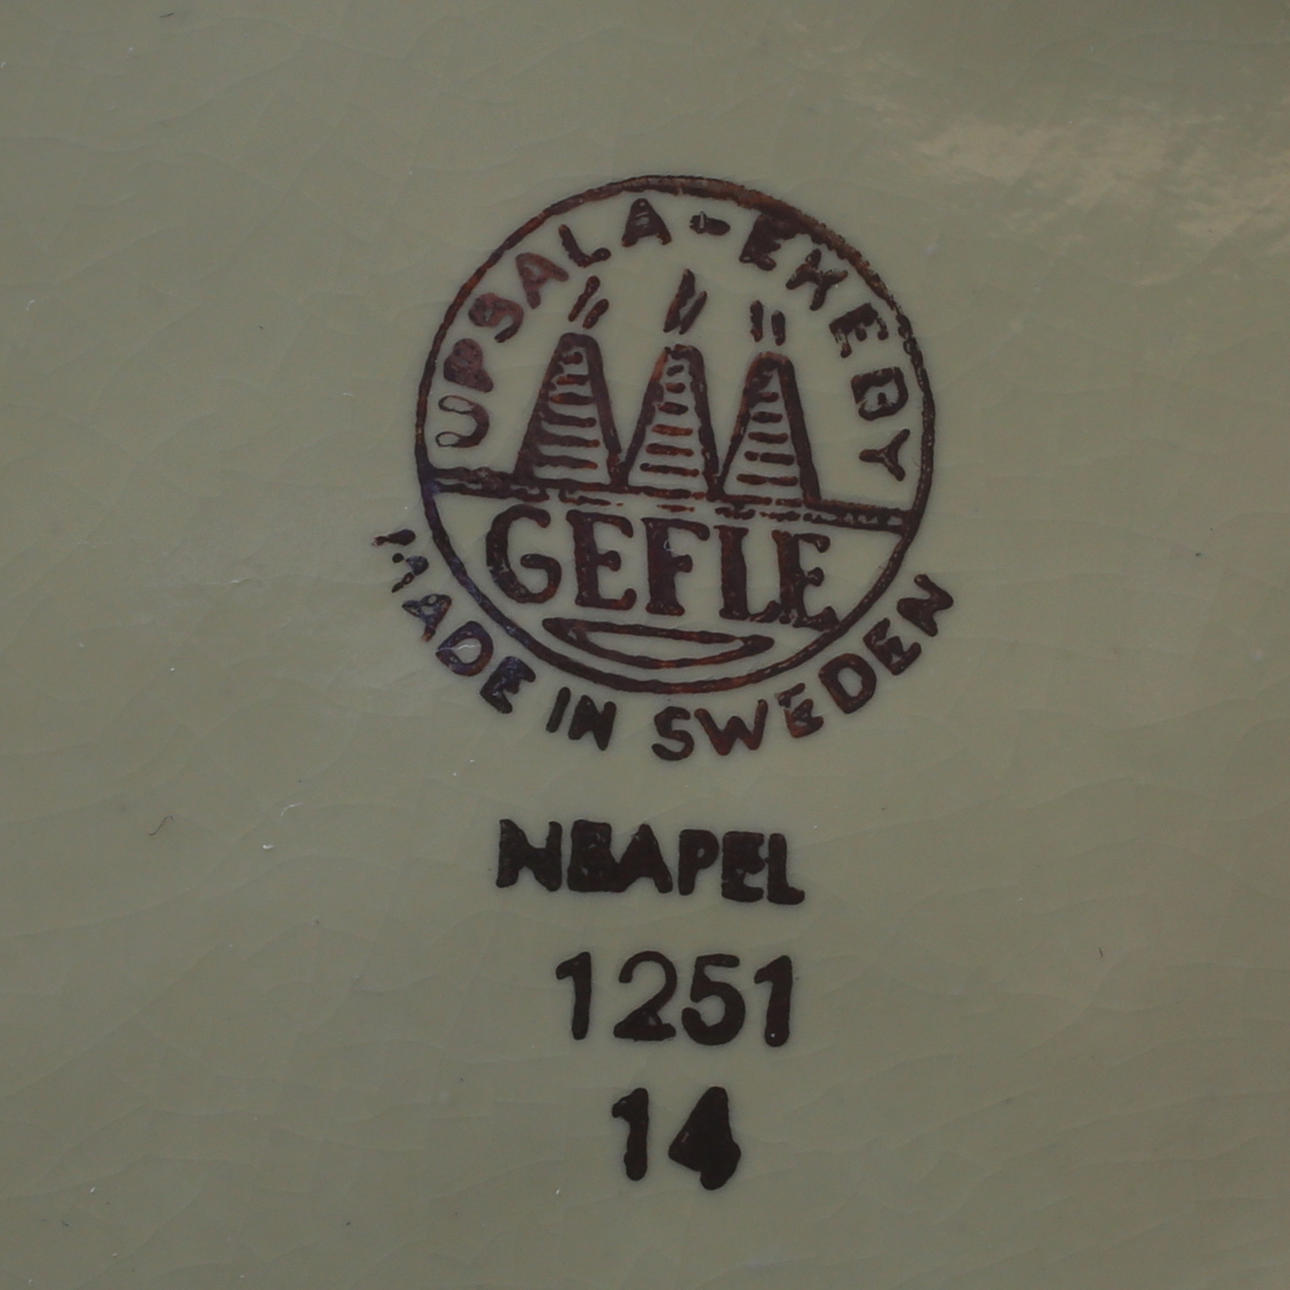 UPSALA-EKEBY
GEFLE
MADE IN SWEDEN
NEAPEL
1251
14